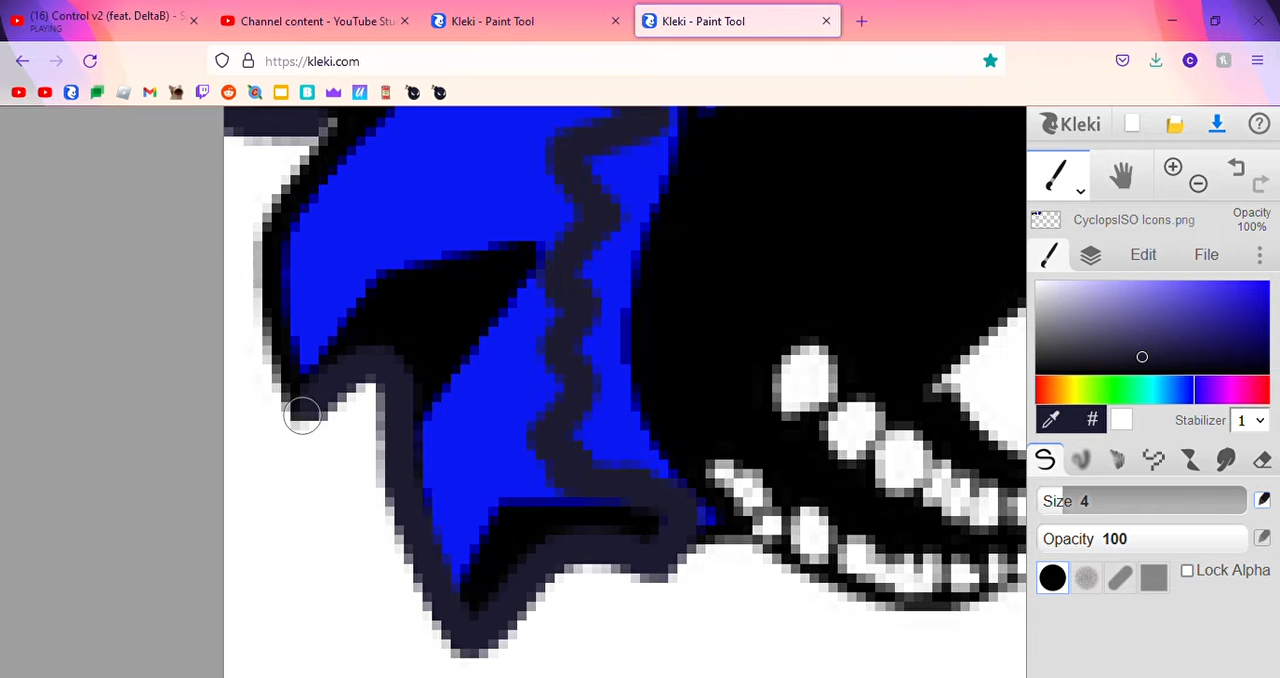 (16) Control v2 (feat. DeltaB) - S
PLAYING
Channel content - YouTube Stu
Kleki - Paint Tool
Kleki - Paint Tool
https://kleki.com
Kleki
CyclopsISO Icons.png
Opacity
100%
Edit
File
#
Stabilizer
1
Size 4
Opacity 100
Lock Alpha